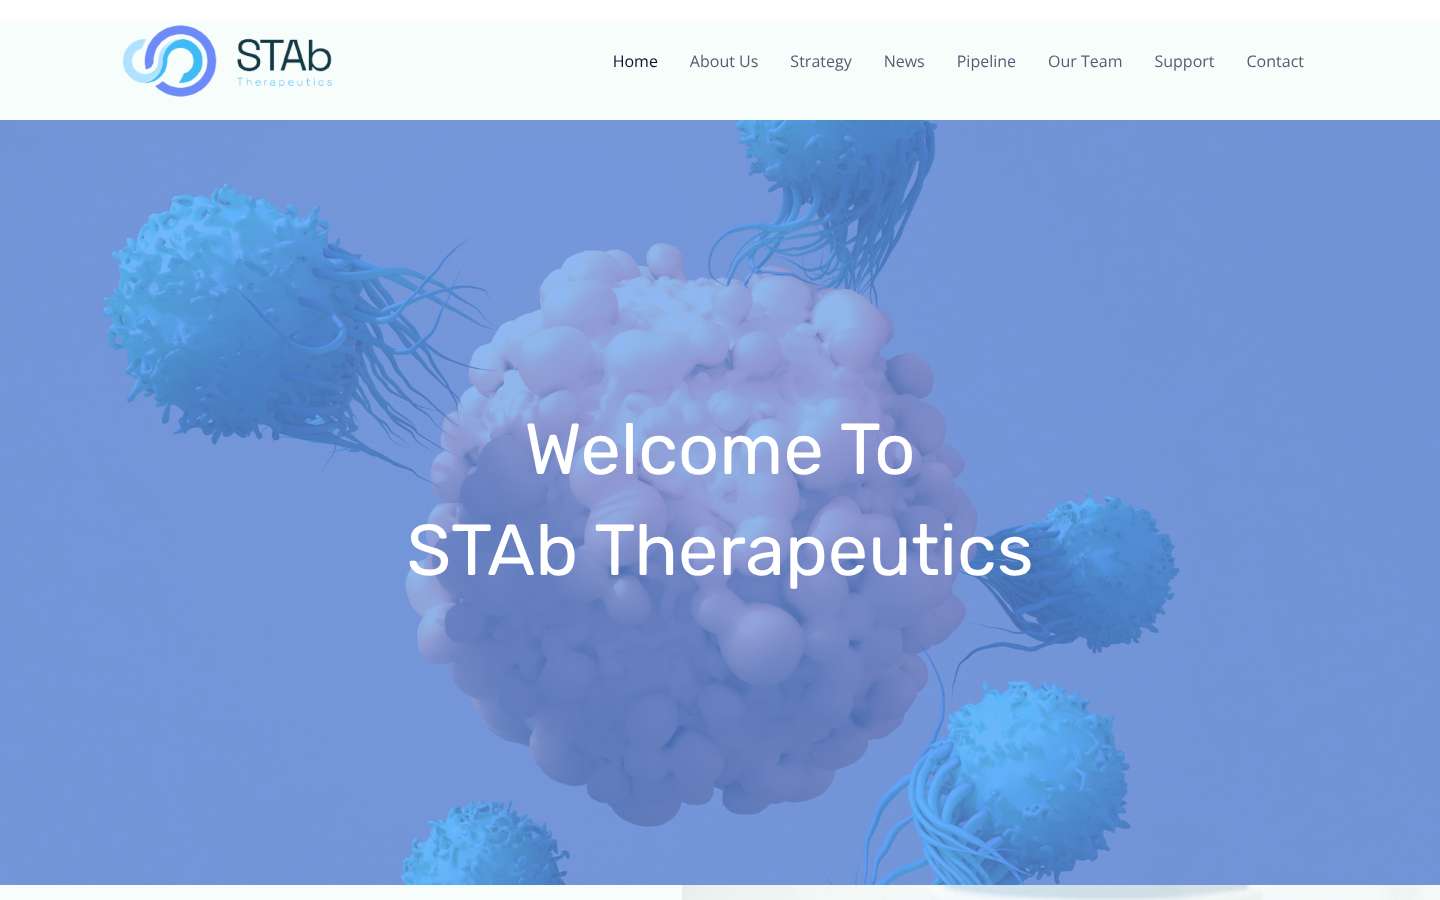 STAb
Therapeutics
Home About Us Strategy News Pipeline Our Team Support Contact
Welcome To
STAb Therapeutics